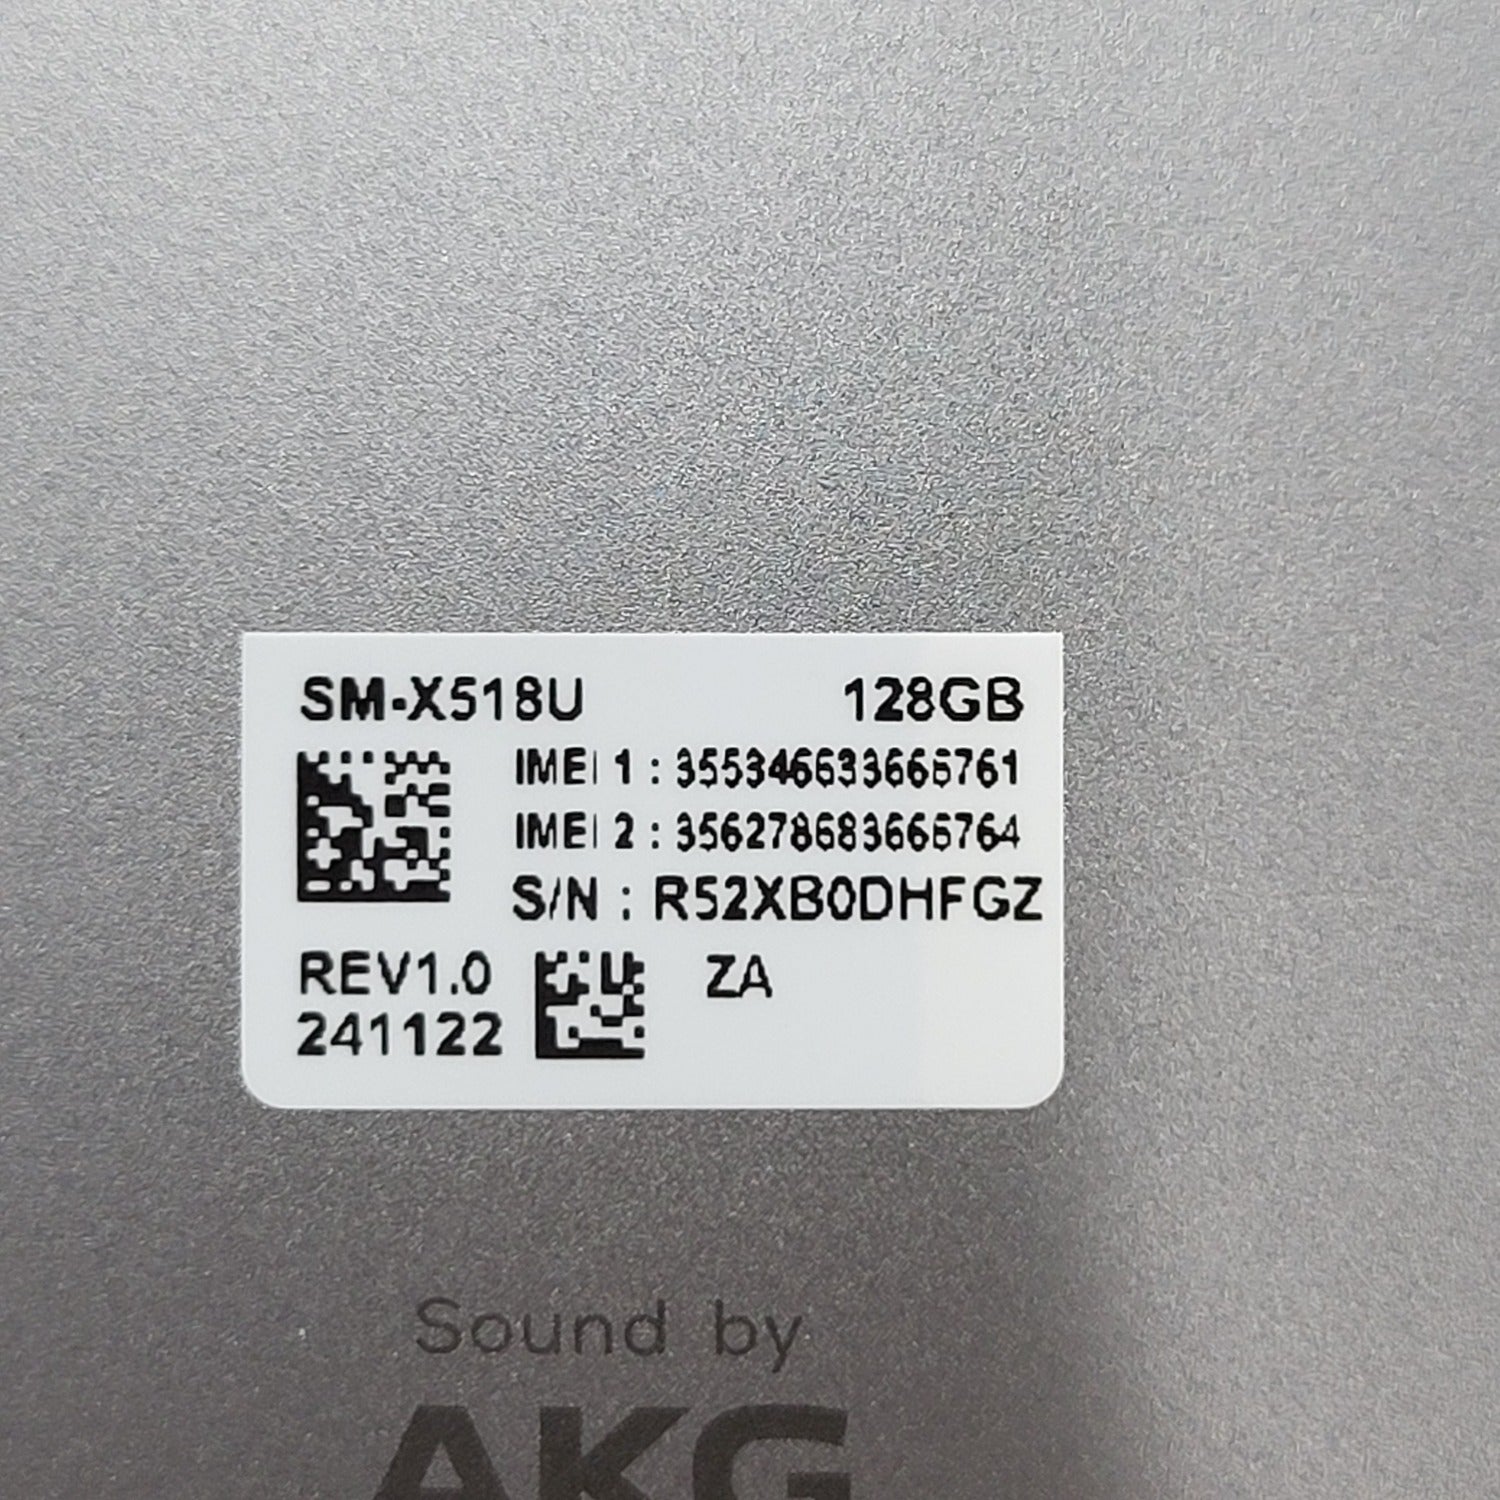 SM-X518U 128GB
IMEI 1 : 355346633666761
IMEI 2 : 356278683666764
S/N : R52XB0DHFGZ
REV1.0 ZA
241122
Sound by
AKG